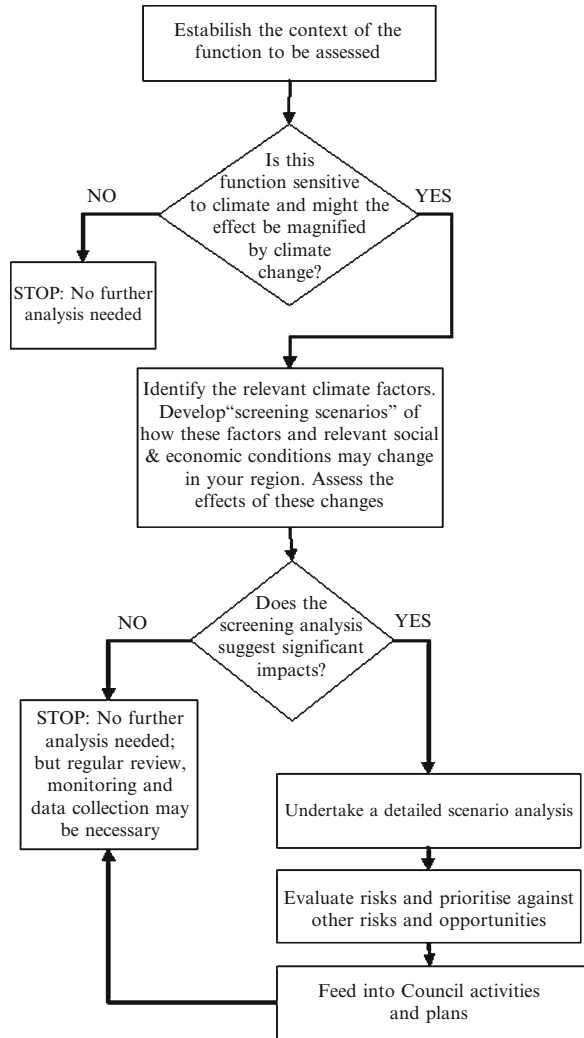 Estabilish the context of the
function to be assessed
Is this
function sensitive
to climate and might the
effect be magnified
by climate
change?
NO
YES
STOP: No further
analysis needed
Identify the relevant climate factors.
Develop“screening scenarios” of
how these factors and relevant social
& economic conditions may change
in your region. Assess the
effects of these changes
Does the
screening analysis
suggest significant
impacts?
NO
YES
STOP: No further
analysis needed;
but regular review,
monitoring and
data collection may
be necessary
Undertake a detailed scenario analysis
Evaluate risks and prioritise against
other risks and opportunities
Feed into Council activities
and plans